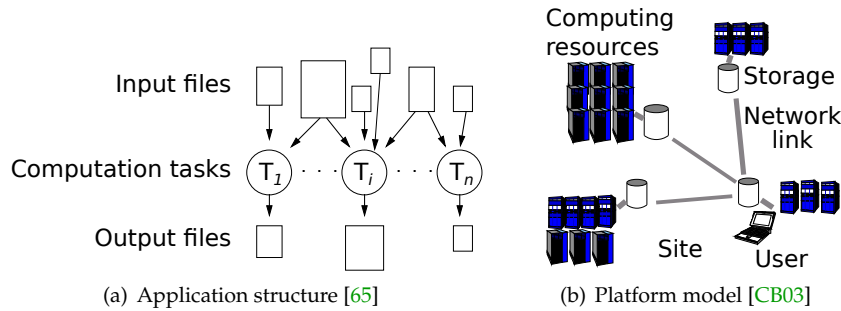 Input files
Computation tasks
T1 · · · Ti · · · Tn
Output files
(a) Application structure [65]
Computing
resources
Storage
Network
link
Site
User
(b) Platform model [CB03]